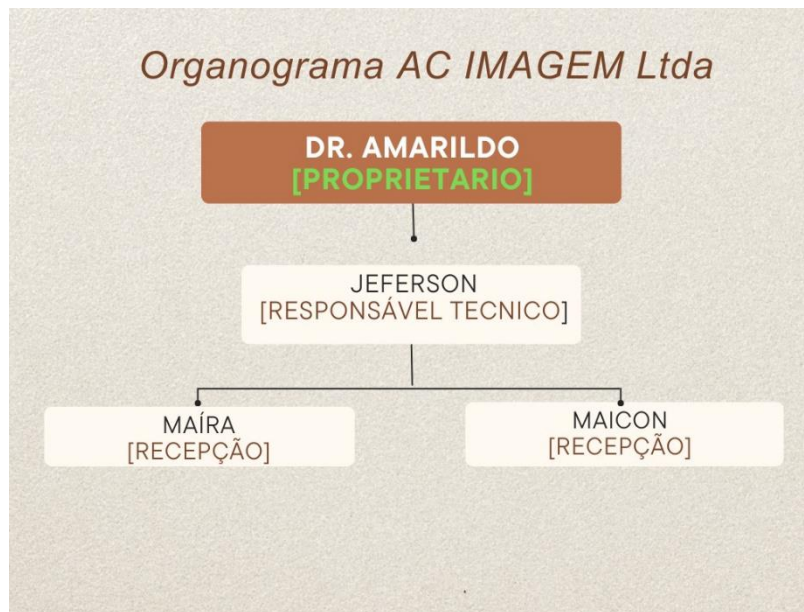 Organograma AC IMAGEM Ltda
DR. AMARILDO
[PROPRIETARIO]
JEFERSON
[RESPONSÁVEL TECNICO]
MAÍRA
[RECEPÇÃO]
MAICON
[RECEPÇÃO]